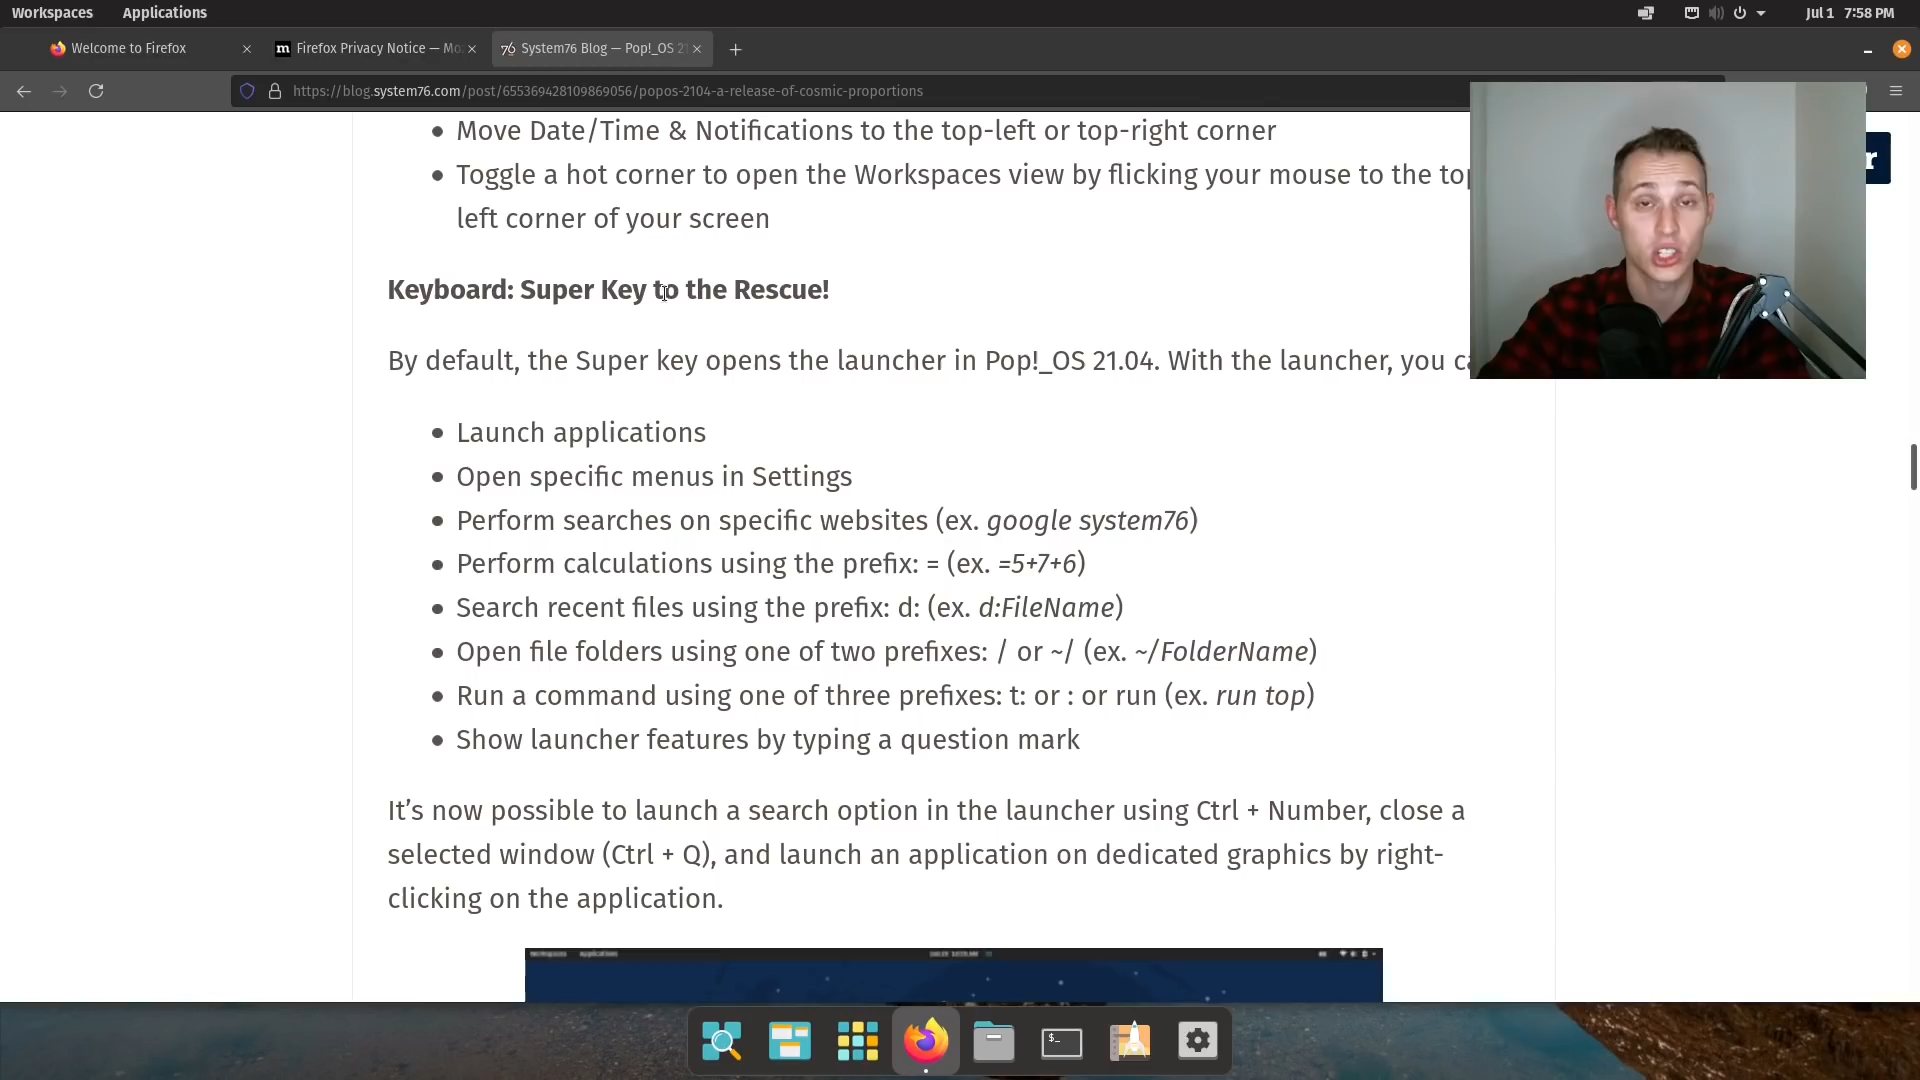 Workspaces Applications Jul 1 7:58 PM
Welcome to Firefox m Firefox Privacy Notice — Mo 76 System76 Blog — Pop!_OS 21
https://blog.system76.com/post/655369428109869056/popos-2104-a-release-of-cosmic-proportions
• Move Date/Time & Notifications to the top-left or top-right corner
• Toggle a hot corner to open the Workspaces view by flicking your mouse to the top
r
left corner of your screen
Keyboard: Super Key to the Rescue!
By default, the Super key opens the launcher in Pop!_OS 21.04. With the launcher, you ca
• Launch applications
• Open specific menus in Settings
• Perform searches on specific websites (ex. google system76)
• Perform calculations using the prefix: = (ex. =5+7+6)
• Search recent files using the prefix: d: (ex. d:FileName)
• Open file folders using one of two prefixes: / or ~/ (ex. ~/FolderName)
• Run a command using one of three prefixes: t: or : or run (ex. run top)
• Show launcher features by typing a question mark
It’s now possible to launch a search option in the launcher using Ctrl + Number, close a
selected window (Ctrl + Q), and launch an application on dedicated graphics by right-
clicking on the application.
Workspaces Applications
$_